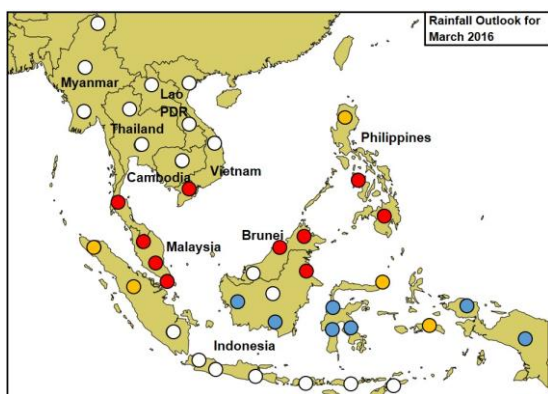 Rainfall Outlook for
March 2016
Myanmar
Lao
PDR
Thailand
Philippines
Cambodia
Vietnam
Brunei
Malaysia
Indonesia